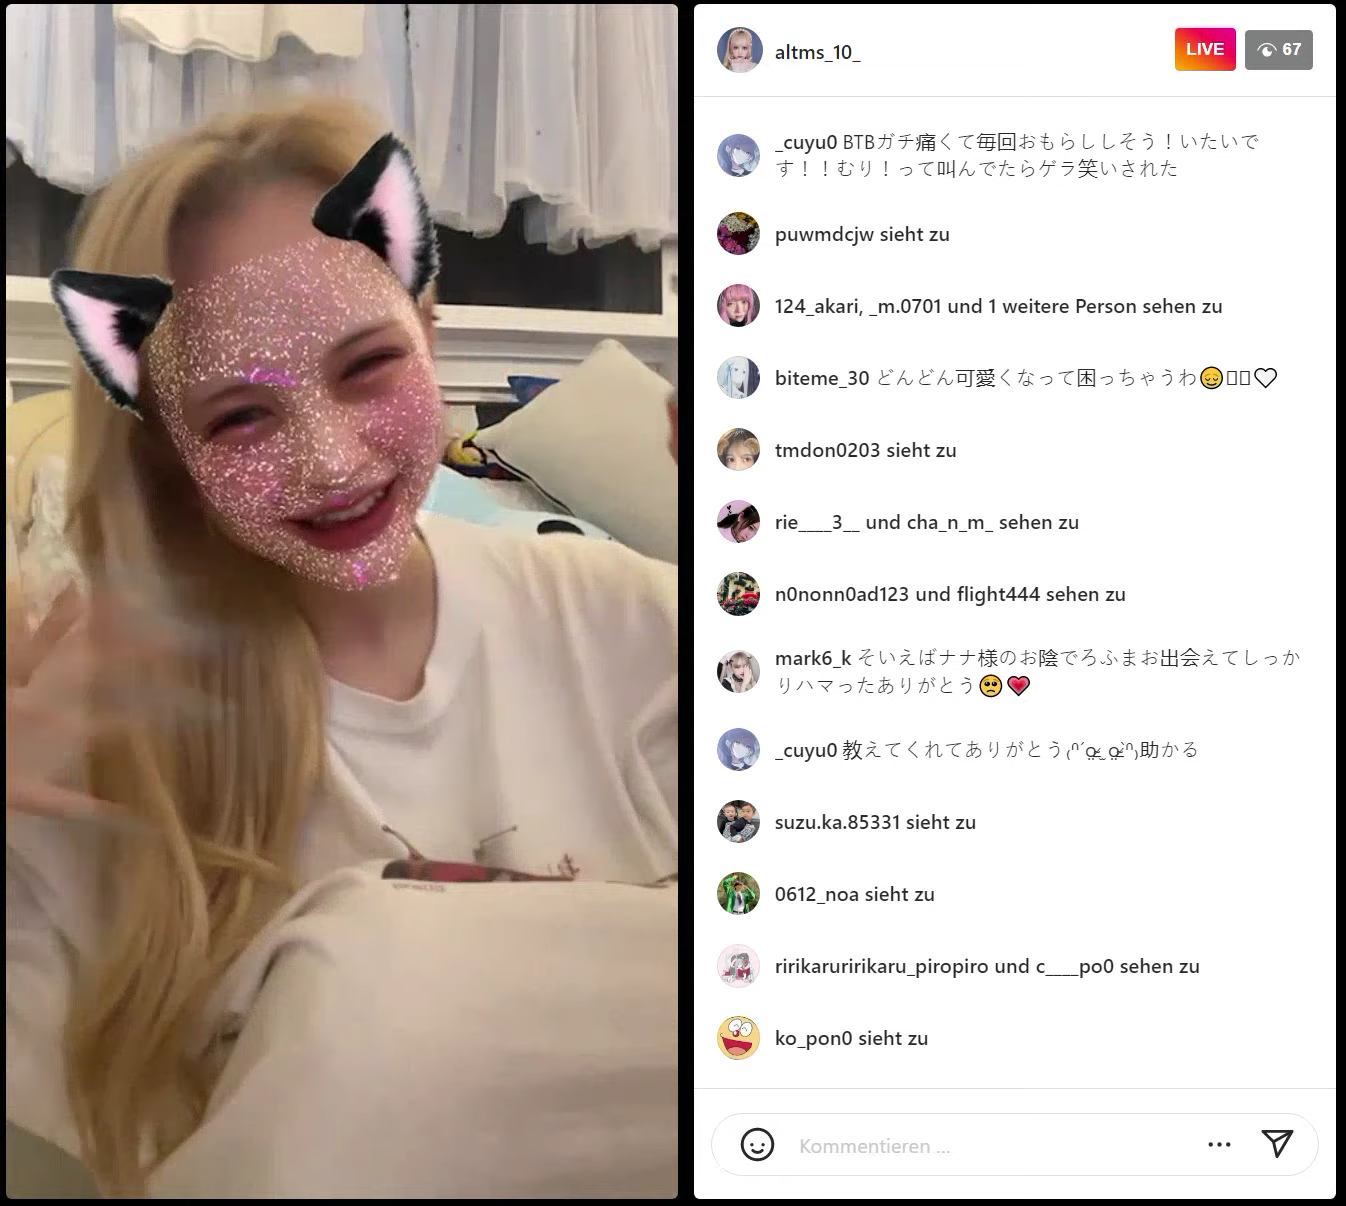 altms_10_
LIVE
67
_cuyu0 BTBガチ痛くて毎回おもらししそう！いたいで
す！！むり！って叫んでたらゲラ笑いされた
puwmdcjw sieht zu
124_akari, _m.0701 und 1 weitere Person sehen zu
biteme_30 どんどん可愛くなって困っちゃうわ😌▯▯♡
tmdon0203 sieht zu
rie____3__ und cha_n_m_ sehen zu
n0nonn0ad123 und flight444 sehen zu
mark6_k そいえばナナ様のお陰でろふまお出会えてしっか
りハマったありがとう🥺💗
_cuyu0 教えてくれてありがとう₍ᐢ´ඉ̫ ඉ̫`ᐢ₎助かる
suzu.ka.85331 sieht zu
0612_noa sieht zu
ririkaruririkaru_piropiro und c____po0 sehen zu
ko_pon0 sieht zu
Kommentieren ...